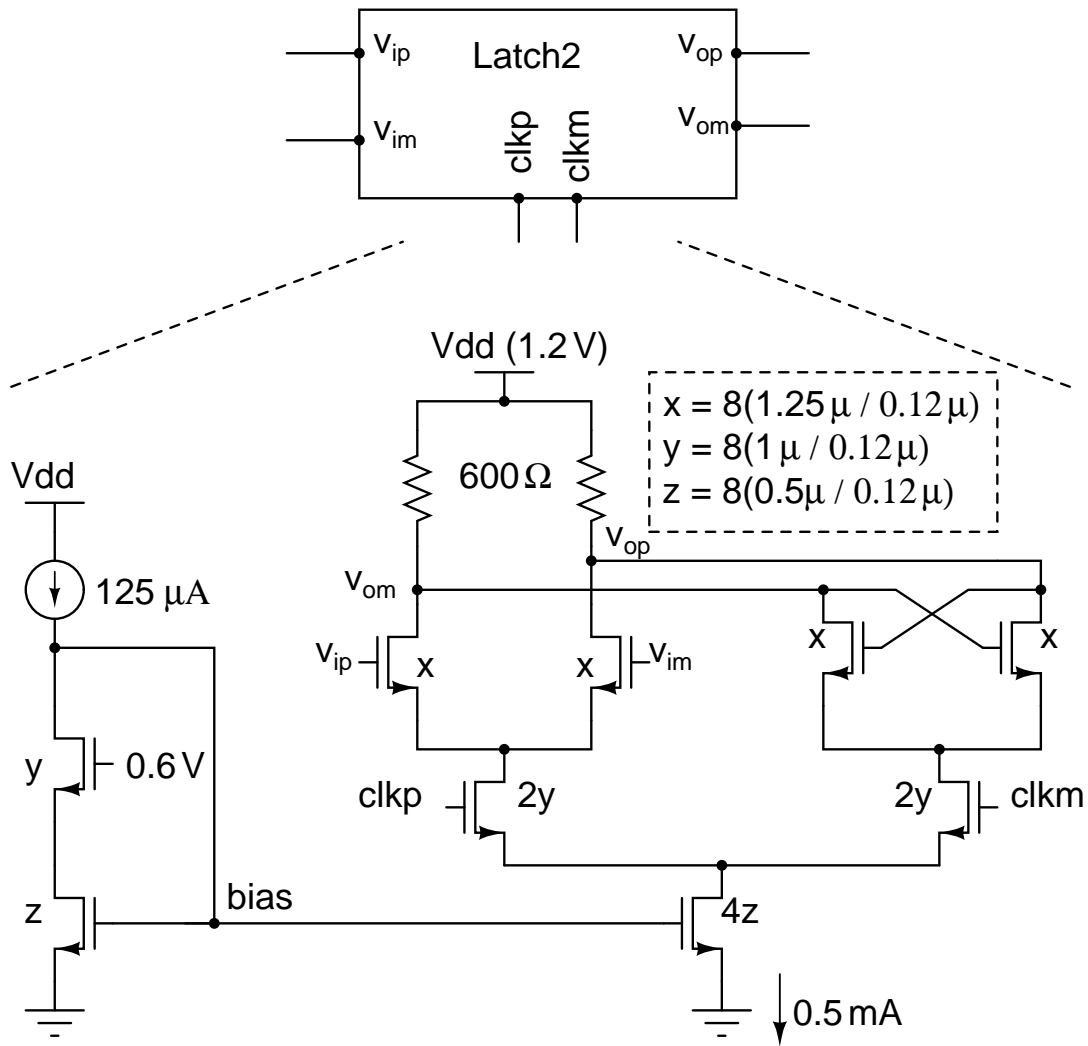 v_ip Latch2 v_op
v_im v_om
clkp clkm
Vdd (1.2 V)
x = 8(1.25 μ / 0.12 μ)
y = 8(1 μ / 0.12 μ)
z = 8(0.5μ / 0.12 μ)
Vdd
600 Ω
v_op
125 μA
v_om
x x
v_ip x x v_im
y 0.6 V
clkp 2y 2y clkm
z bias 4z
0.5 mA